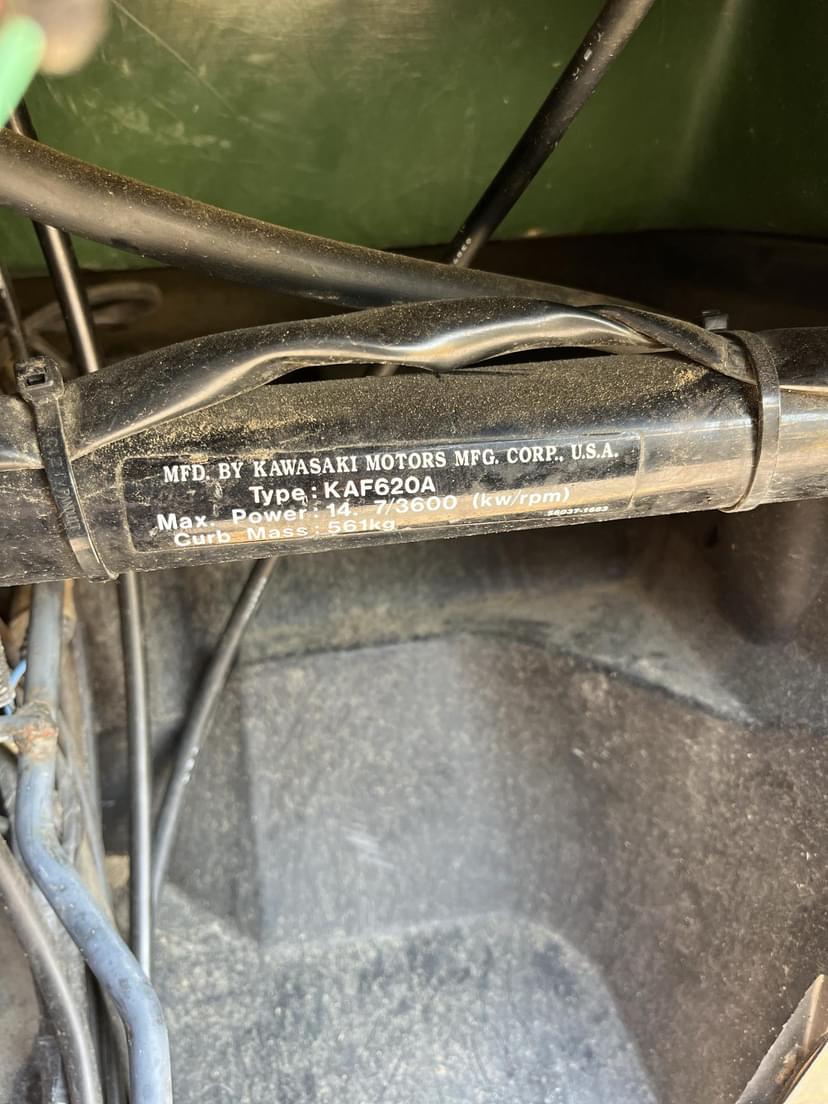 MFD. BY KAWASAKI MOTORS MFG. CORP., U.S.A.
Type: KAF620A
Max. Power: 14. 7/3600 (kw/rpm)
Curb Mass: 561kg